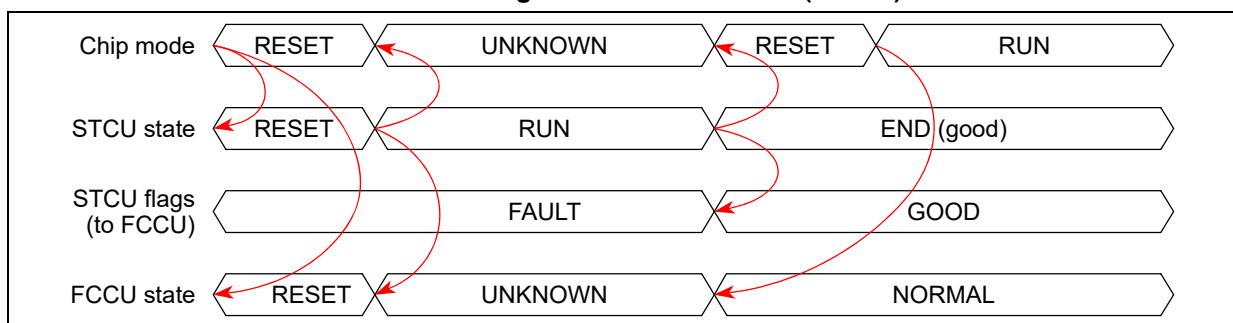 Chip mode RESET UNKNOWN RESET RUN
STCU state RESET RUN END (good)
STCU flags
(to FCCU) FAULT GOOD
FCCU state RESET UNKNOWN NORMAL